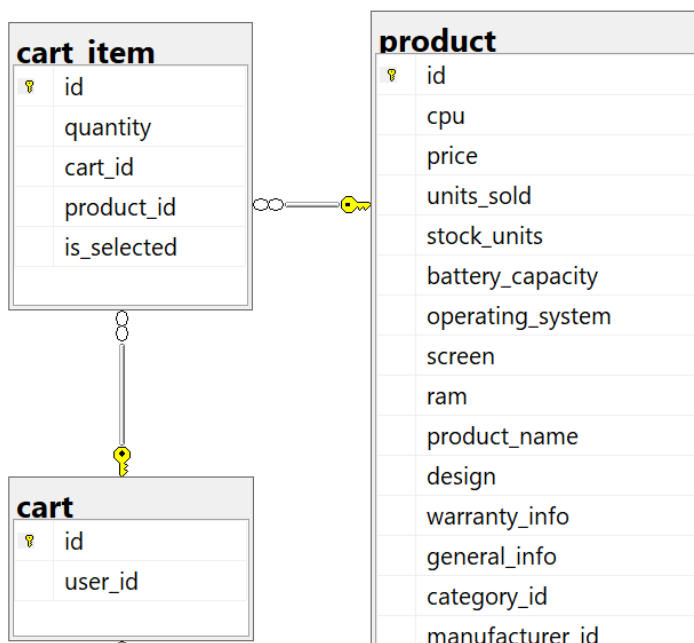 cart_item
id
quantity
cart_id
product_id
is_selected
product
id
cpu
price
units_sold
stock_units
battery_capacity
operating_system
screen
ram
product_name
design
warranty_info
general_info
category_id
manufacturer_id
cart
id
user_id